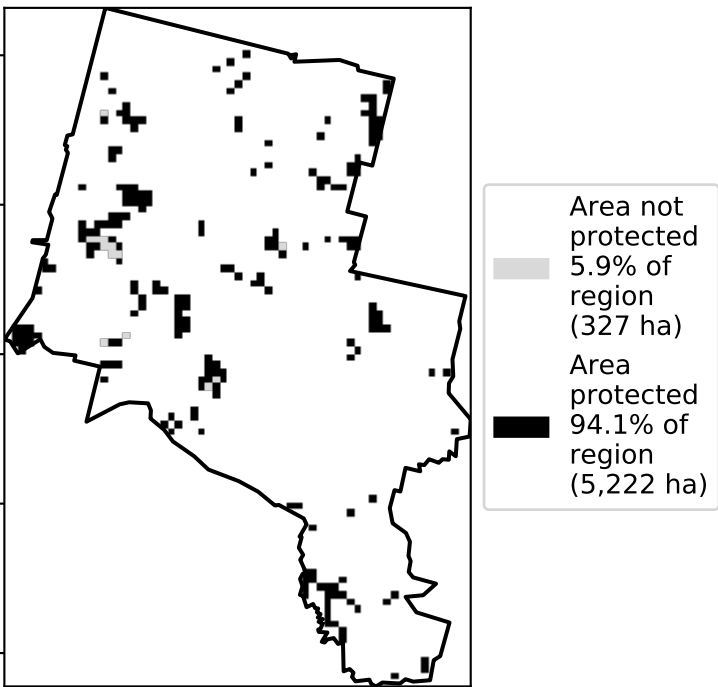 Area not
protected
5.9% of
region
(327 ha)
Area
protected
94.1% of
region
(5,222 ha)